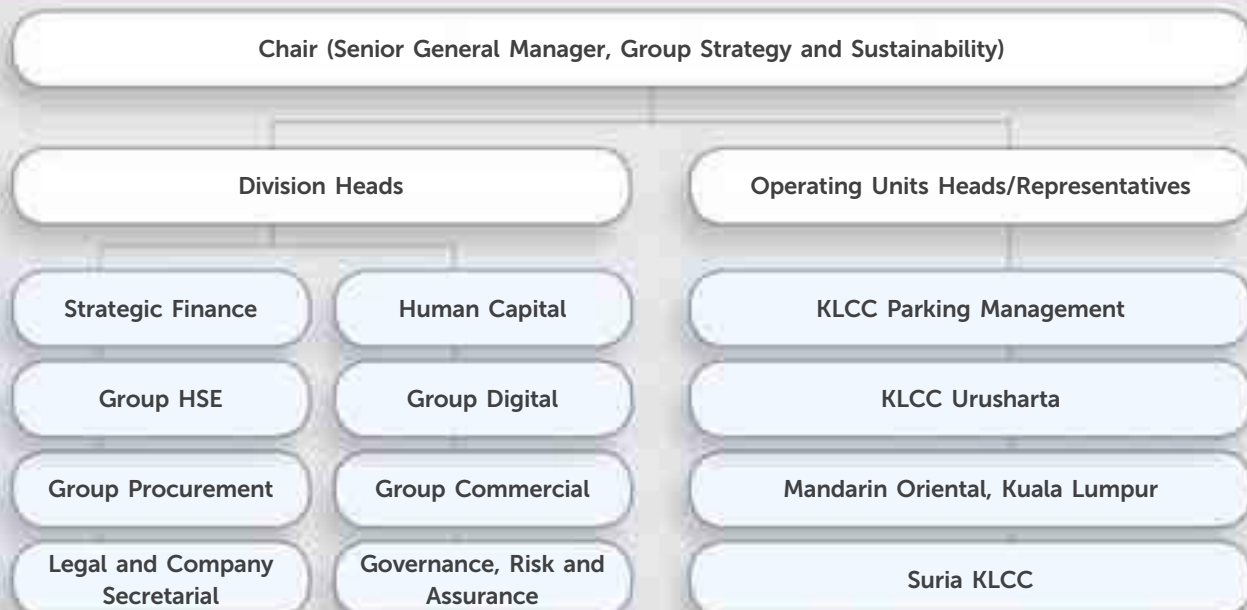 Chair (Senior General Manager, Group Strategy and Sustainability)
Division Heads
Operating Units Heads/Representatives
Strategic Finance
Human Capital
KLCC Parking Management
Group HSE
Group Digital
KLCC Urusharta
Group Procurement
Group Commercial
Mandarin Oriental, Kuala Lumpur
Legal and Company
Secretarial
Governance, Risk and
Assurance
Suria KLCC